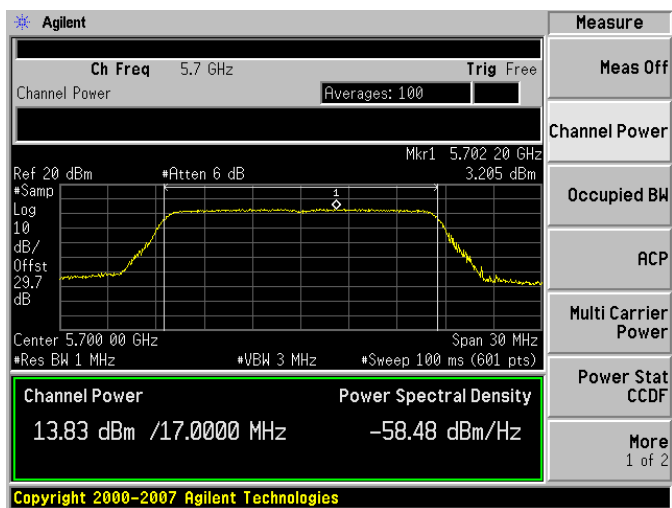 Agilent
Measure
Ch Freq 5.7 GHz Trig Free
Channel Power Averages: 100
Mkr1 5.702 20 GHz
Ref 20 dBm #Atten 6 dB 3.205 dBm
#Samp
Log
10
dB/
Offst
29.7
dB
1
Center 5.700 00 GHz Span 30 MHz
#Res BW 1 MHz #VBW 3 MHz #Sweep 100 ms (601 pts)
Channel Power Power Spectral Density
13.83 dBm /17.0000 MHz -58.48 dBm/Hz
Copyright 2000-2007 Agilent Technologies
Meas Off
Channel Power
Occupied BW
ACP
Multi Carrier
Power
Power Stat
CCDF
More
1 of 2